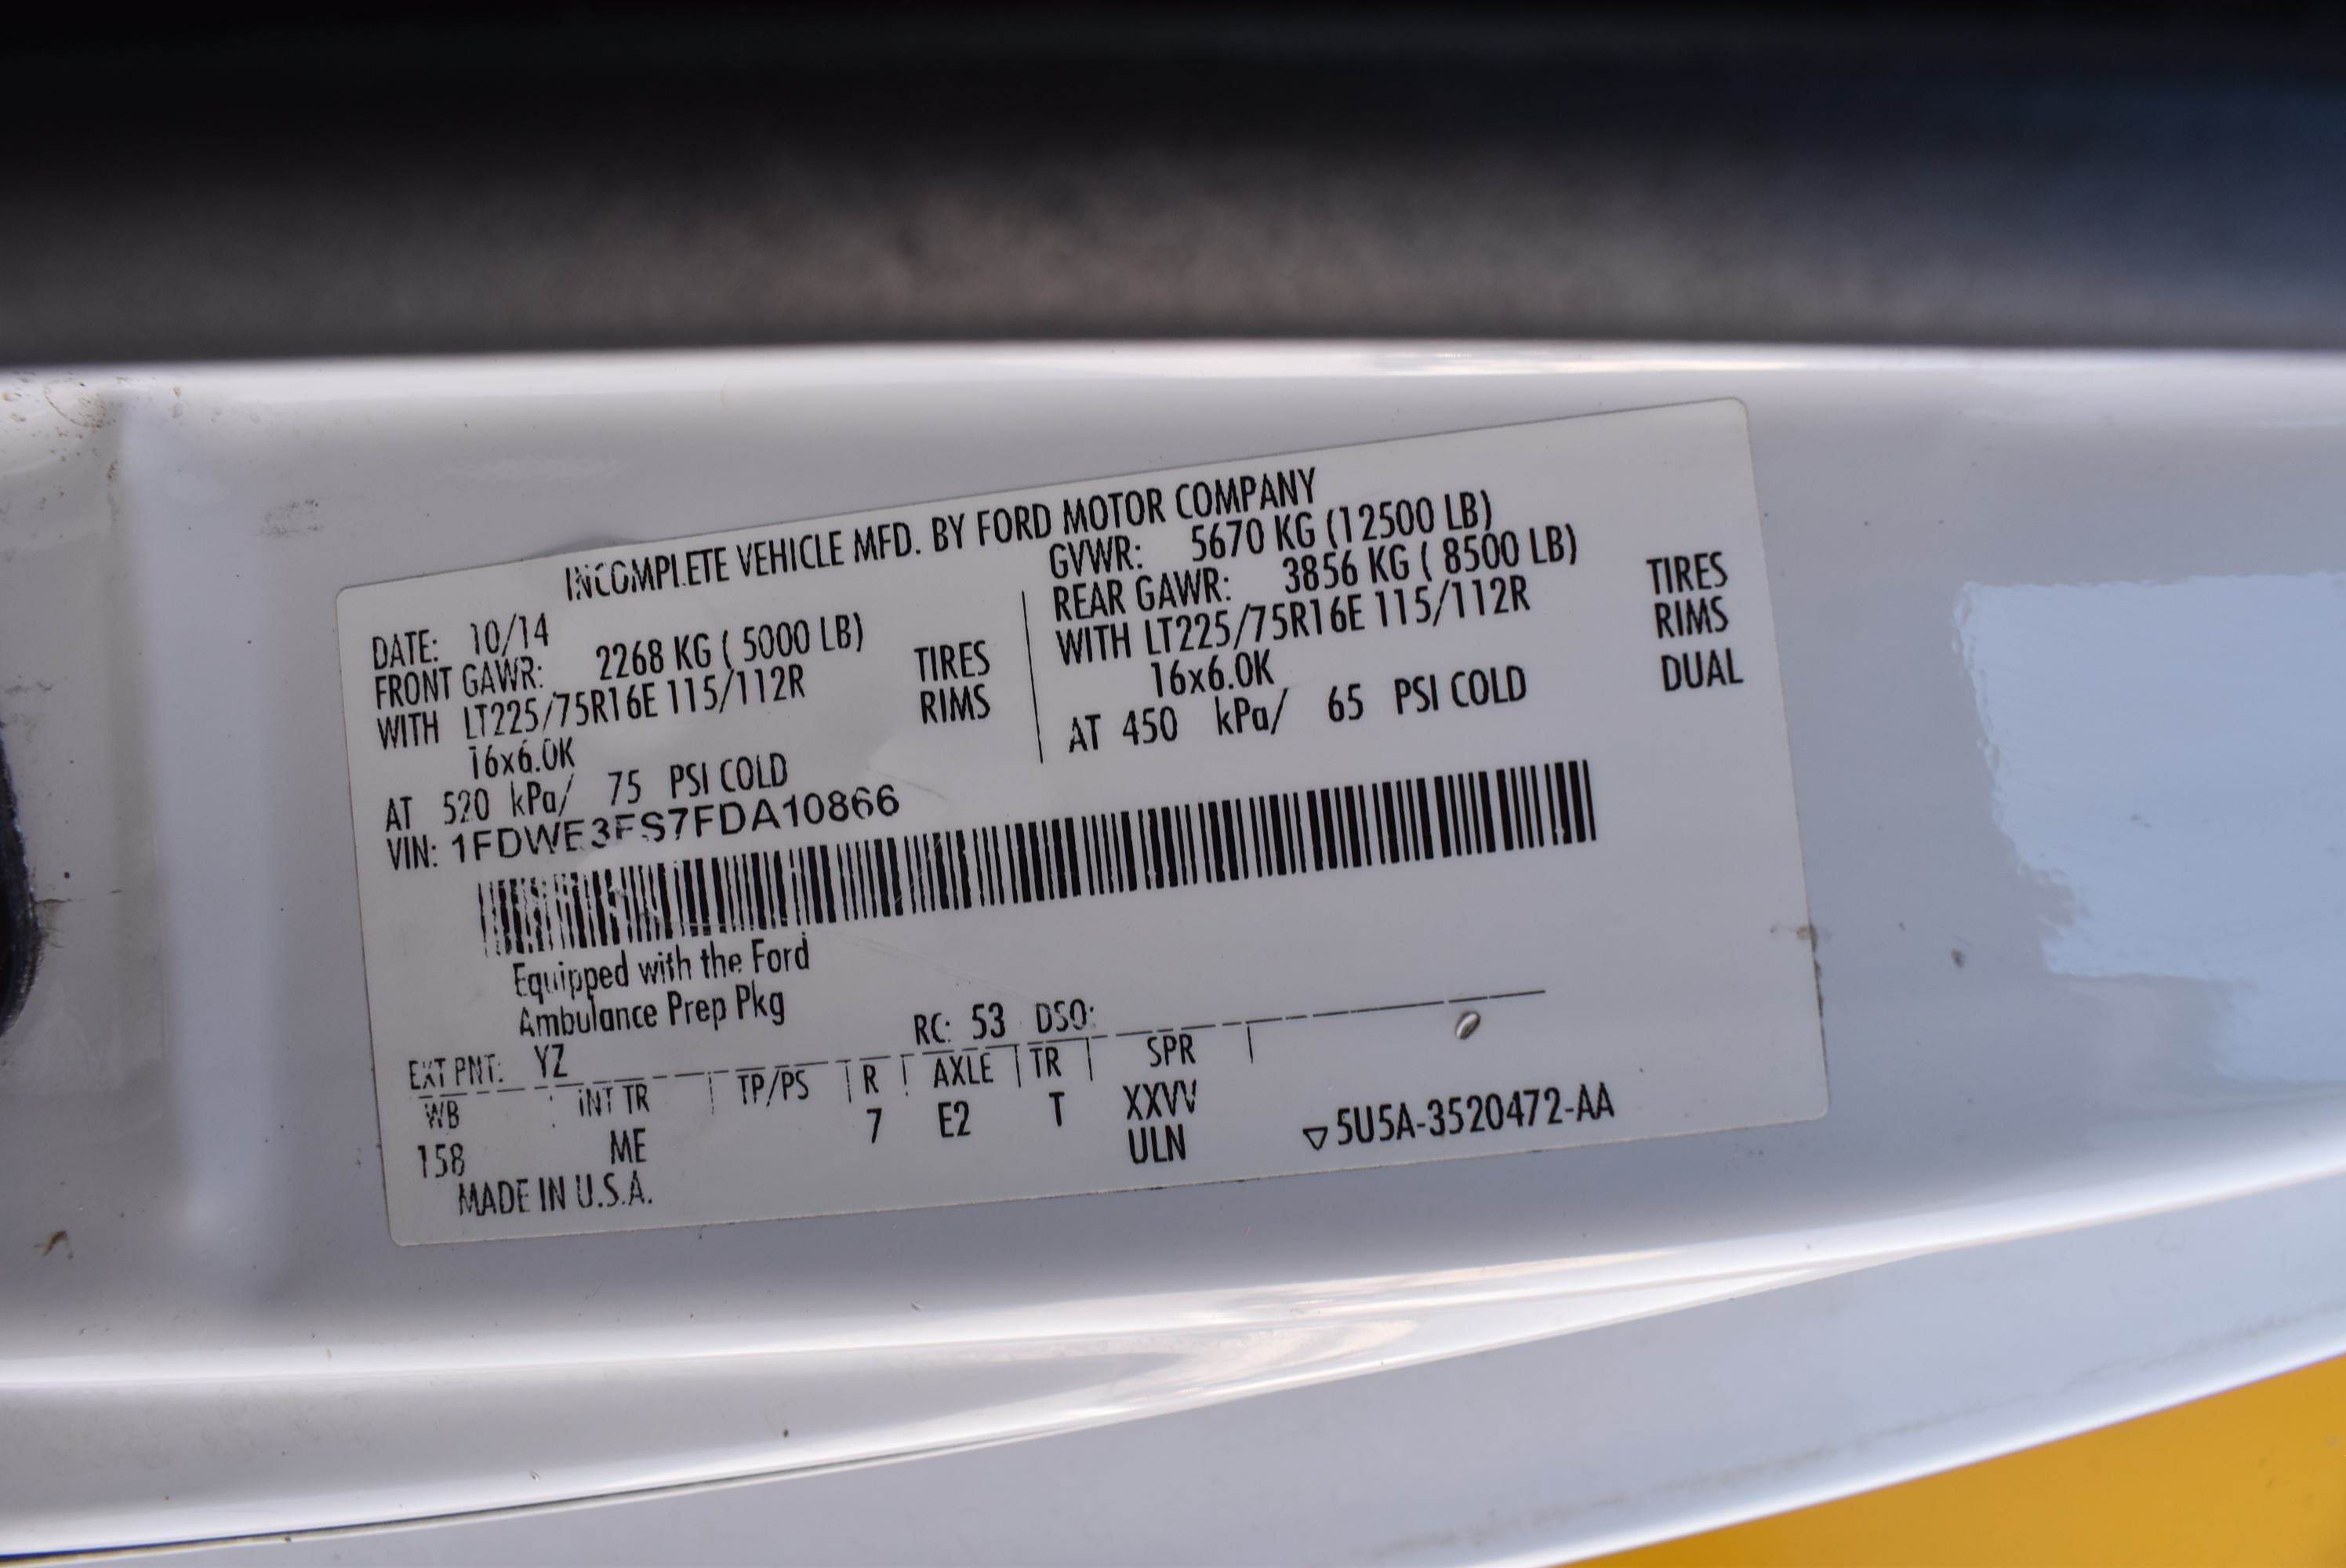 INCOMPLETE VEHICLE MFD. BY FORD MOTOR COMPANY
DATE: 10/14
FRONT GAWR: 2268 KG ( 5000 LB)
WITH LT225/75R16E 115/112R TIRES
16x6.0K RIMS
AT 520 kPa/ 75 PSI COLD
GVWR: 5670 KG (12500 LB)
REAR GAWR: 3856 KG ( 8500 LB)
WITH LT225/75R16E 115/112R TIRES
16x6.0K RIMS
AT 450 kPa/ 65 PSI COLD DUAL
VIN: 1FDWE3FS7FDA10866
Equipped with the Ford
Ambulance Prep Pkg
EXT PNT: YZ RC: 53 DSO:
WB INT TR TP/PS R AXLE TR SPR
158 ME 7 E2 T XXVV
ULN
MADE IN U.S.A.
▽5U5A-3520472-AA